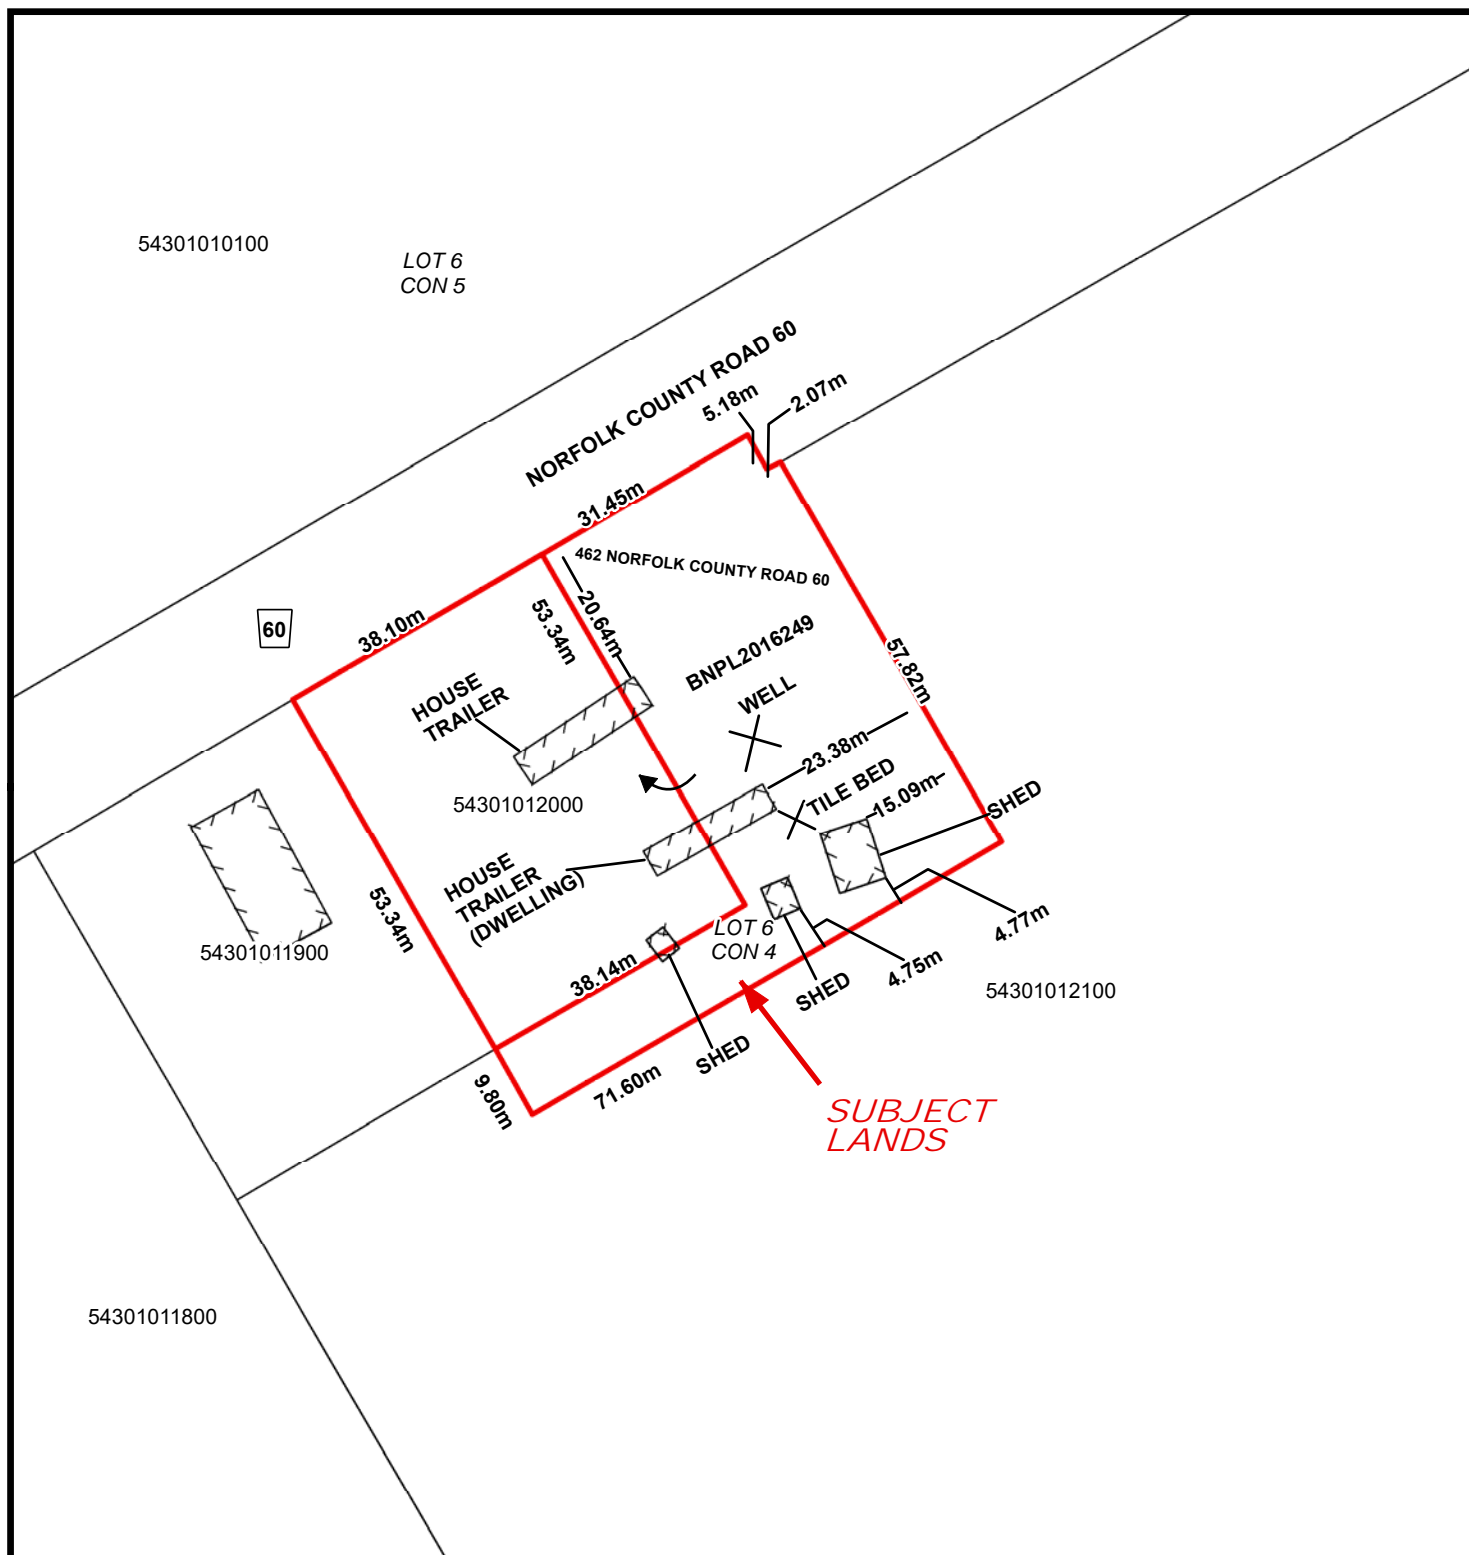 54301010100
LOT 6
CON 5
NORFOLK COUNTY ROAD 60
5.18m
2.07m
31.45m
462 NORFOLK COUNTY ROAD 60
60
38.10m
53.34m
20.64m
BNPL2016249
57.82m
HOUSE
TRAILER
WELL
23.38m
TILE BED
15.09m
SHED
54301012000
HOUSE
TRAILER
(DWELLING)
53.34m
54301011900
LOT 6
CON 4
4.77m
4.75m
38.14m
SHED
54301012100
SHED
9.80m
71.60m
SUBJECT
LANDS
54301011800